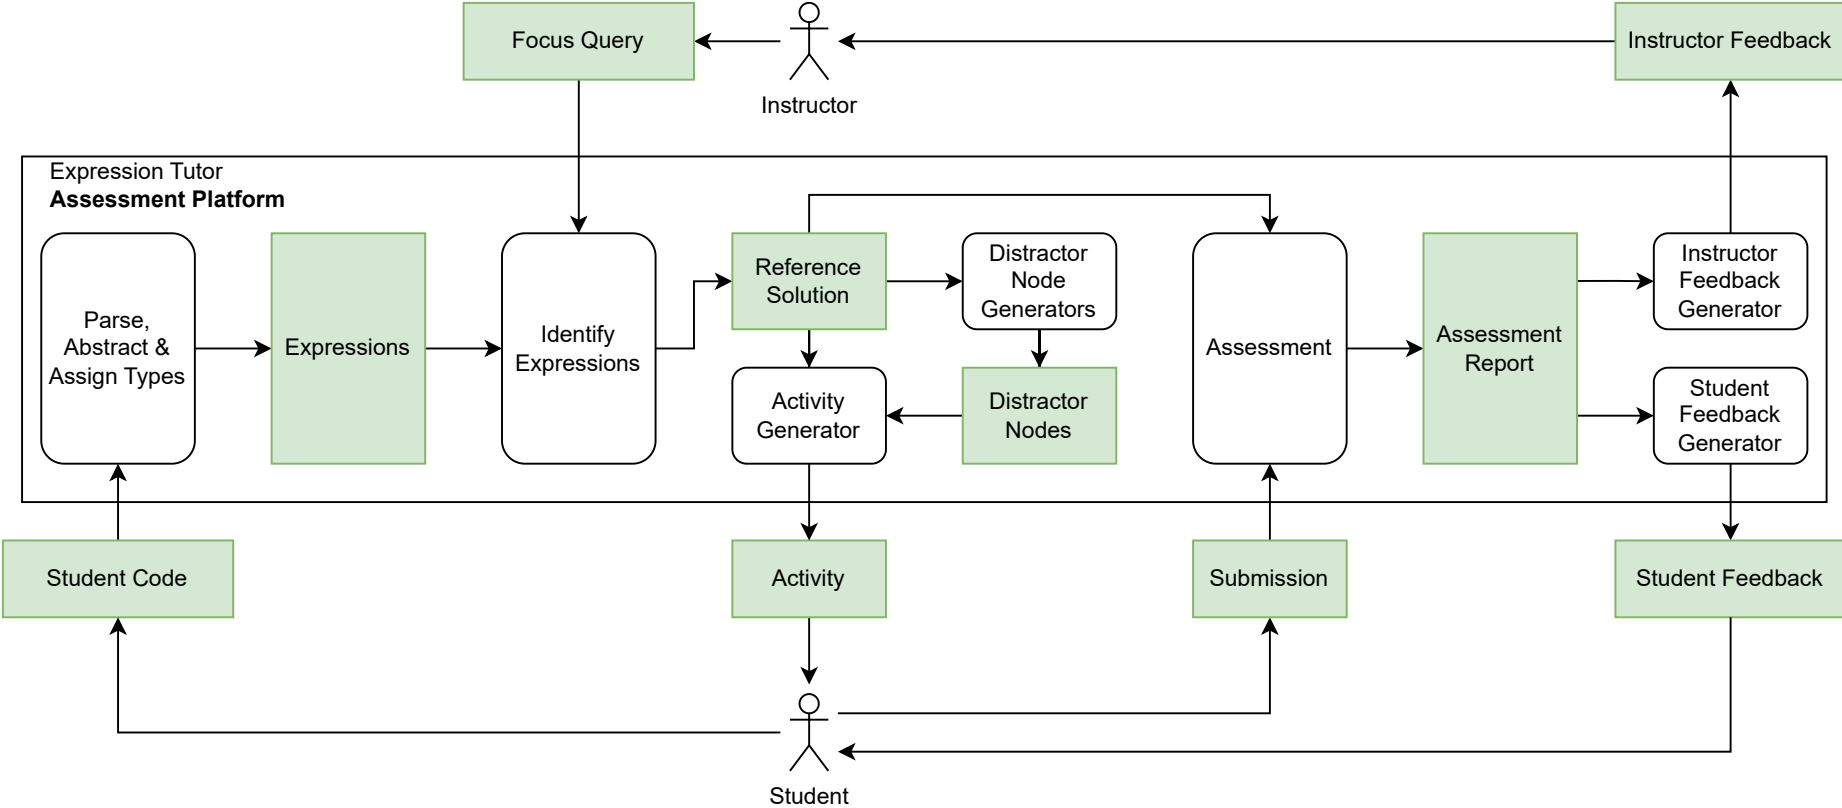 Focus Query
Instructor
Instructor Feedback
Expression Tutor
Assessment Platform
Parse,
Abstract &
Assign Types
Expressions
Identify
Expressions
Reference
Solution
Distractor
Node
Generators
Activity
Generator
Distractor
Nodes
Assessment
Assessment
Report
Instructor
Feedback
Generator
Student
Feedback
Generator
Student Code
Activity
Submission
Student Feedback
Student